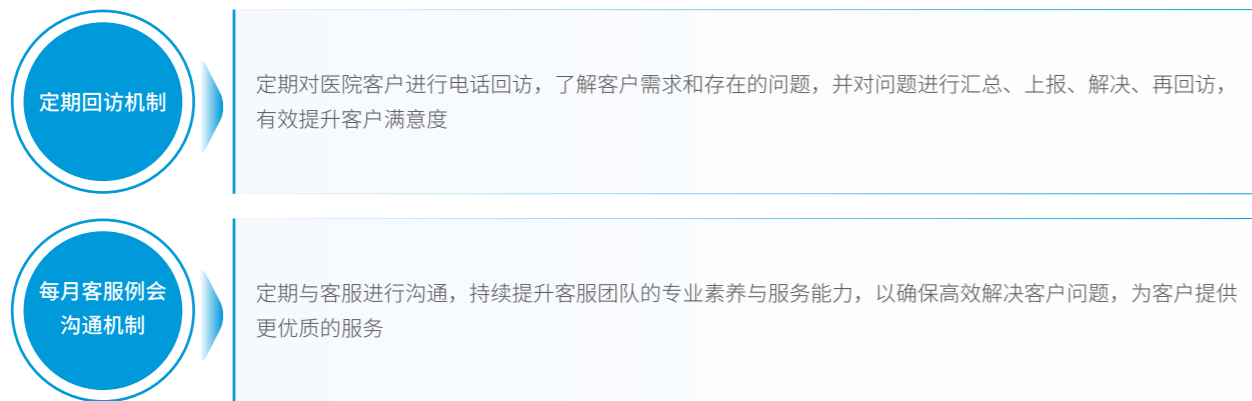 定期回访机制
定期对医院客户进行电话回访，了解客户需求和存在的问题，并对问题进行汇总、上报、解决、再回访，
有效提升客户满意度
每月客服例会
沟通机制
定期与客服进行沟通，持续提升客服团队的专业素养与服务能力，以确保高效解决客户问题，为客户提供
更优质的服务